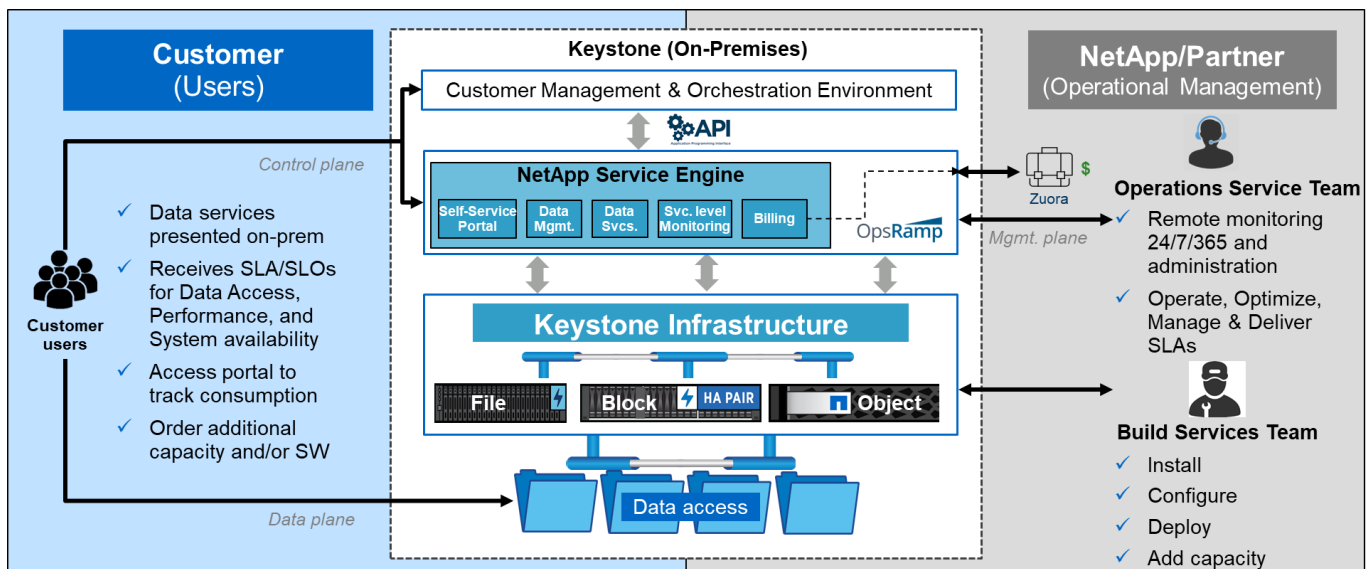 Customer
(Users)
Control plane
Data services
presented on-prem
Receives SLA/SLOs
for Data Access,
Performance, and
System availability
Access portal to
track consumption
Order additional
capacity and/or SW
Customer
users
Data plane
Keystone (On-Premises)
Customer Management & Orchestration Environment
API
Application Programming Interface
NetApp Service Engine
Self-Service
Portal
Data
Mgmt.
Data
Svcs.
Svc. level
Monitoring
Billing
OpsRamp
Keystone Infrastructure
File
Block
HA PAIR
Object
Data access
NetApp/Partner
(Operational Management)
$
Zuora
Mgmt. plane
Operations Service Team
Remote monitoring
24/7/365 and
administration
Operate, Optimize,
Manage & Deliver
SLAs
Build Services Team
Install
Configure
Deploy
Add capacity